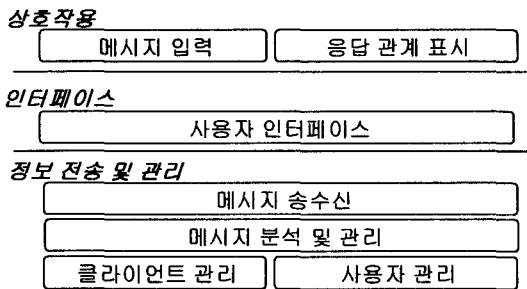 상호작용
메시지 입력 응답 관계 표시
인터페이스
사용자 인터페이스
정보 전송 및 관리
메시지 송수신
메시지 분석 및 관리
클라이언트 관리 사용자 관리